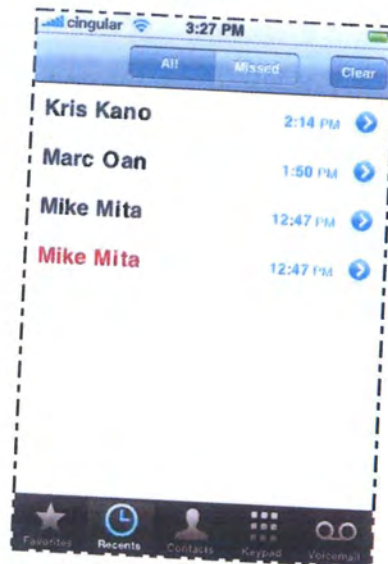 cingular 3:27 PM
All Missed Clear
Kris Kano 2:14 PM
Marc Oan 1:50 PM
Mike Mita 12:47 PM
Mike Mita 12:47 PM
Favorites Recents Contacts Keypad Voicemail